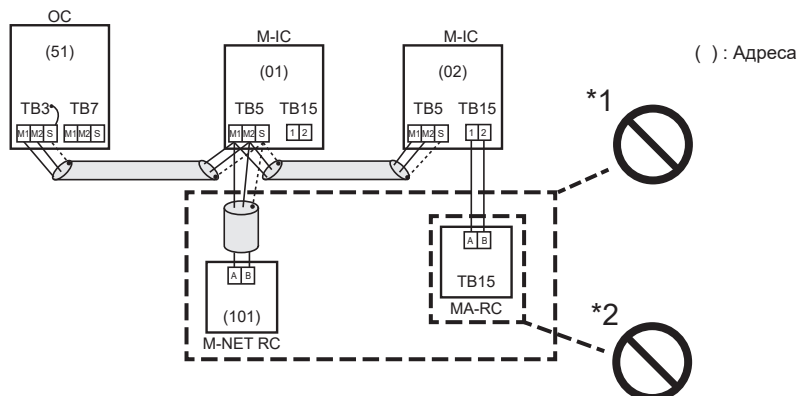 OC
M-IC
M-IC
(51)
(01)
(02)
( ) : Адреса
TB3 TB7
TB5 TB15
TB5 TB15
*1
M1 M2 S M1 M2 S
M1 M2 S 1 2
M1 M2 S 1 2
A B
A B
TB15
(101)
MA-RC
*2
M-NET RC